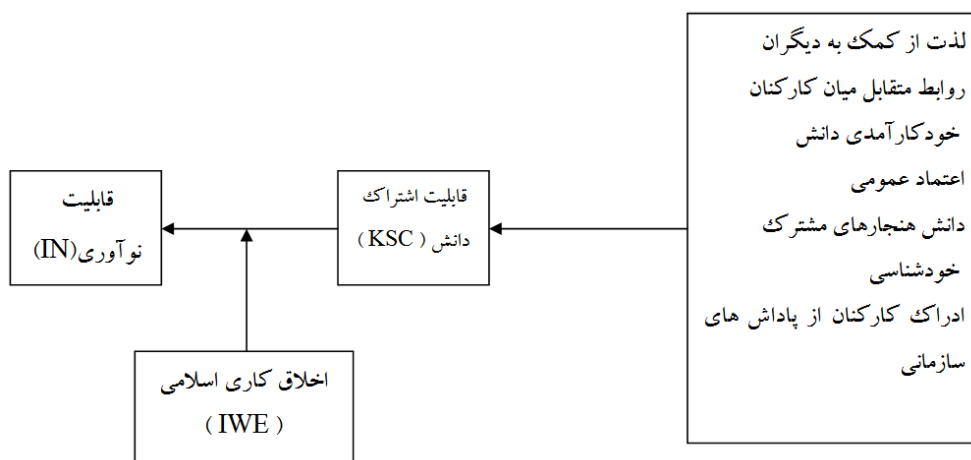 لذت از کمک به دیگران
روابط متقابل میان کارکنان
خودکارآمدی دانش
اعتماد عمومی
دانش هنجارهای مشترک
خودشناسی
ادراک کارکنان از پاداش های
سازمانی
قابلیت اشتراک
دانش ( KSC )
قابلیت
نوآوری(IN)
اخلاق کاری اسلامی
( IWE )